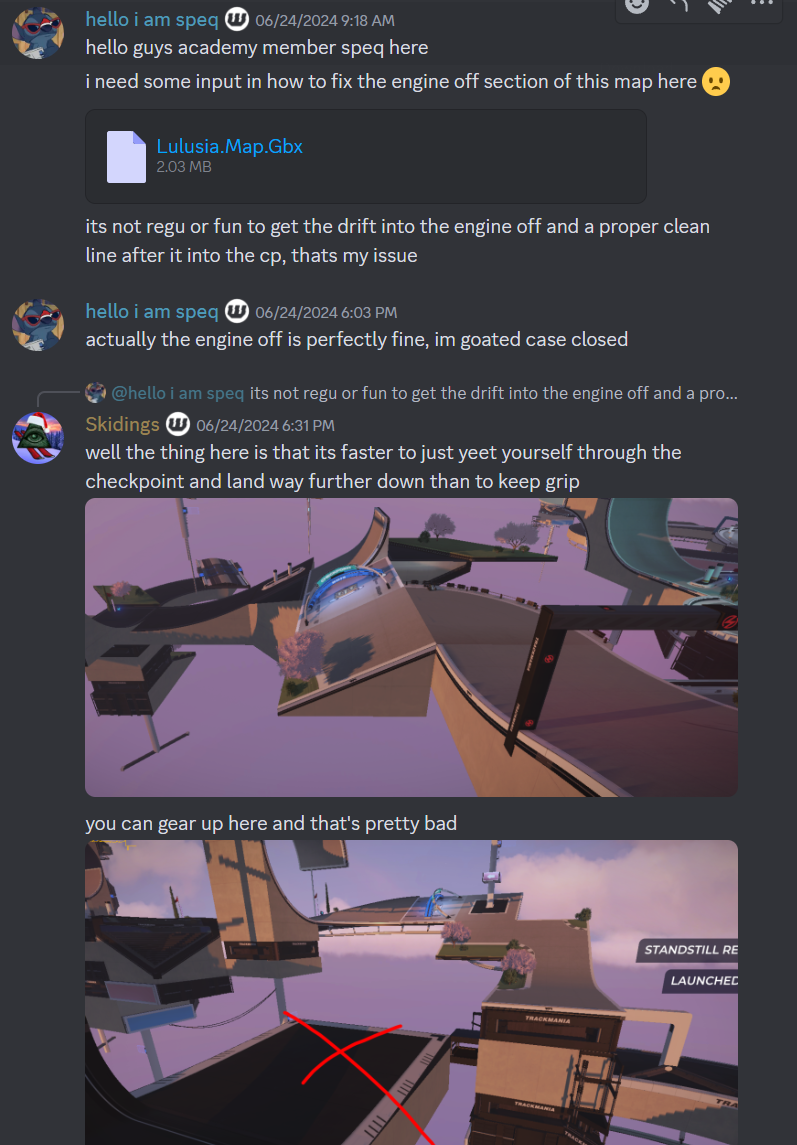 hello i am speq 06/24/2024 9:18 AM
hello guys academy member speq here
i need some input in how to fix the engine off section of this map here
Lulusia.Map.Gbx
2.03 MB
its not regu or fun to get the drift into the engine off and a proper clean
line after it into the cp, thats my issue
hello i am speq 06/24/2024 6:03 PM
actually the engine off is perfectly fine, im goated case closed
@hello i am speq its not regu or fun to get the drift into the engine off and a pro...
Skidings 06/24/2024 6:31 PM
well the thing here is that its faster to just yeet yourself through the
checkpoint and land way further down than to keep grip
you can gear up here and that's pretty bad
STANDSTILL RE
LAUNCHED
TRACKMANIA
TRACKMANIA
TRACKMANIA
TRA